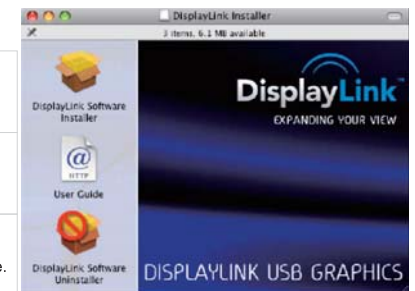 DisplayLink Installer
3 items, 6.1 MB available
DisplayLink Software
Installer
@
HTTP
User Guide
DisplayLink Software
Uninstaller
DisplayLink
EXPANDING YOUR VIEW
DISPLAYLINK USB GRAPHICS
e.